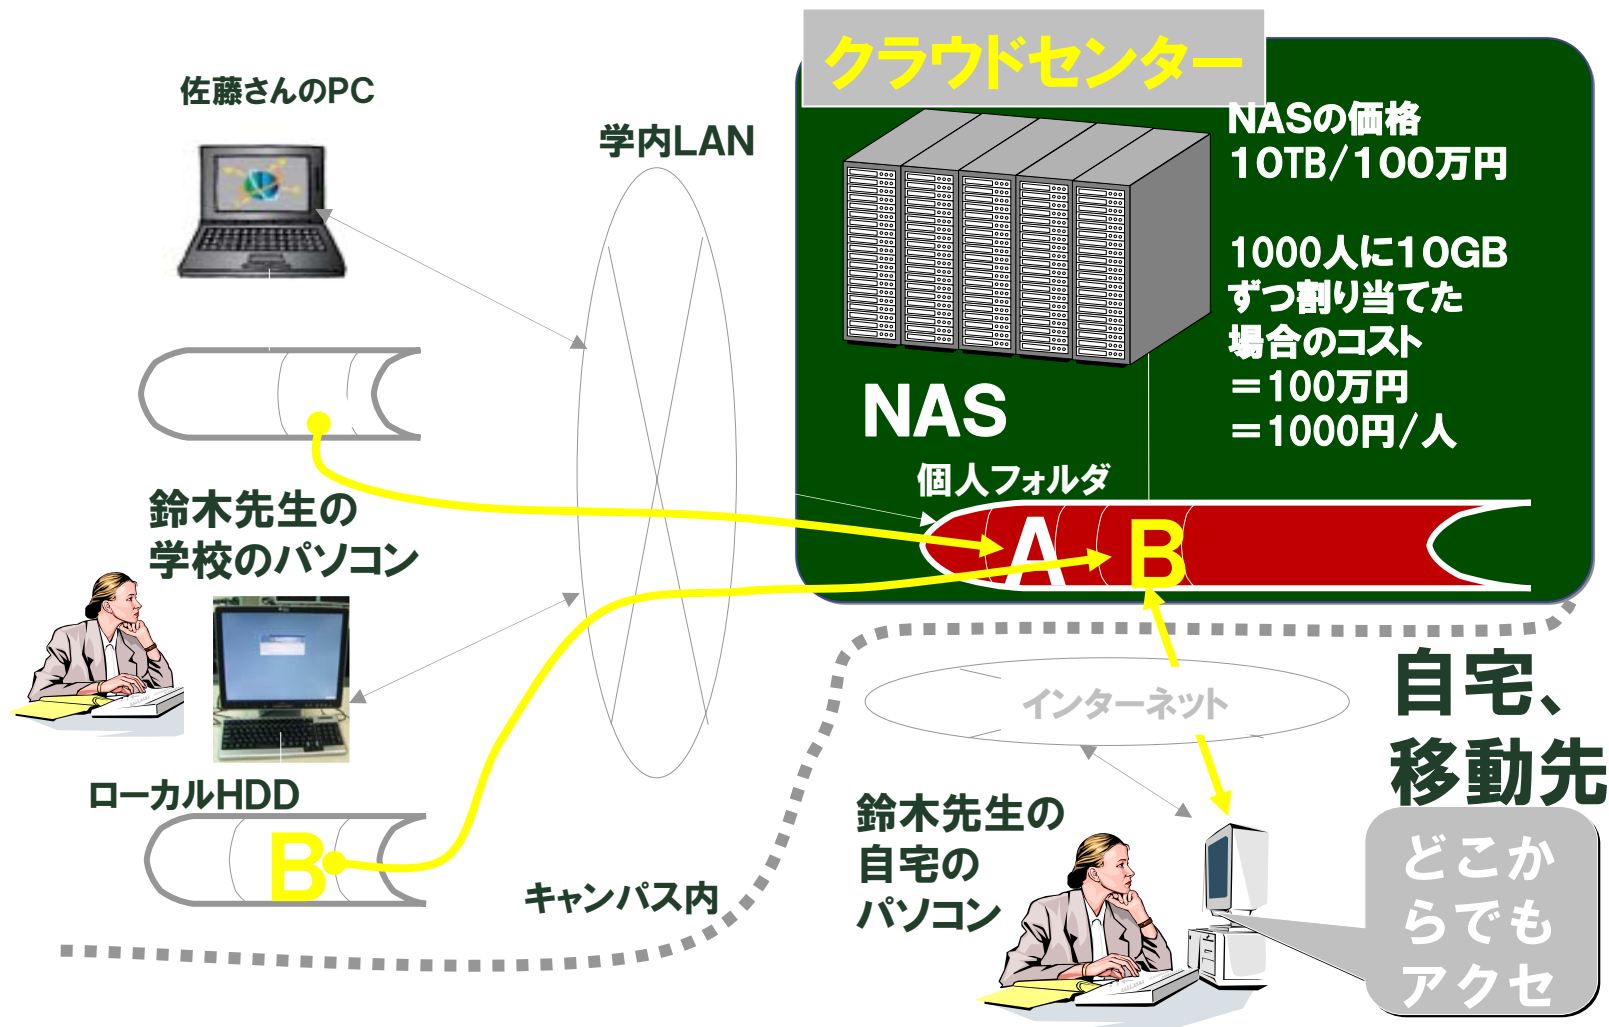 クラウドセンター
佐藤さんのPC
学内LAN
NASの価格
10TB/100万円
1000人に10GB
ずつ割り当てた
場合のコスト
＝100万円
＝1000円/人
NAS
個人フォルダ
A
B
鈴木先生の
学校のパソコン
ローカルHDD
B
キャンパス内
インターネット
自宅、
移動先
鈴木先生の
自宅の
パソコン
どこか
らでも
アクセ